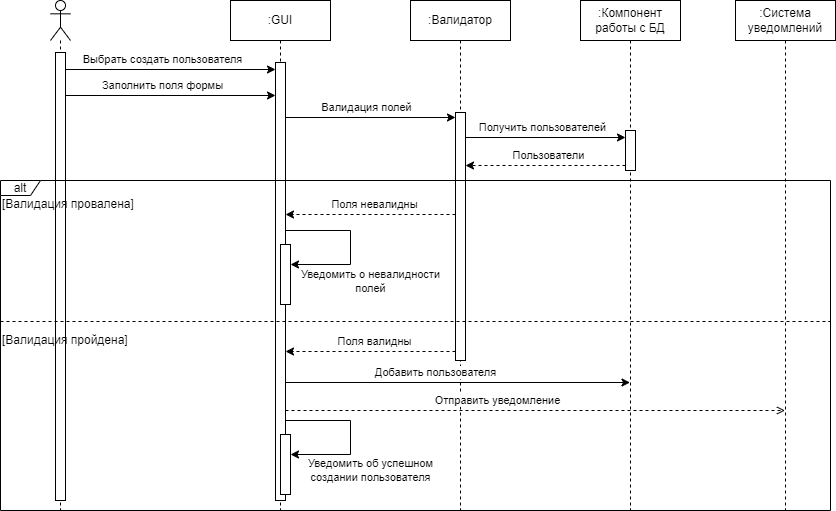 :GUI
:Валидатор
:Компонент
работы с БД
:Система
уведомлений
Выбрать создать пользователя
Заполнить поля формы
Валидация полей
Получить пользователей
Пользователи
alt
[Валидация провалена]
Поля невалидны
Уведомить о невалидности
полей
[Валидация пройдена]
Поля валидны
Добавить пользователя
Отправить уведомление
Уведомить об успешном
создании пользователя